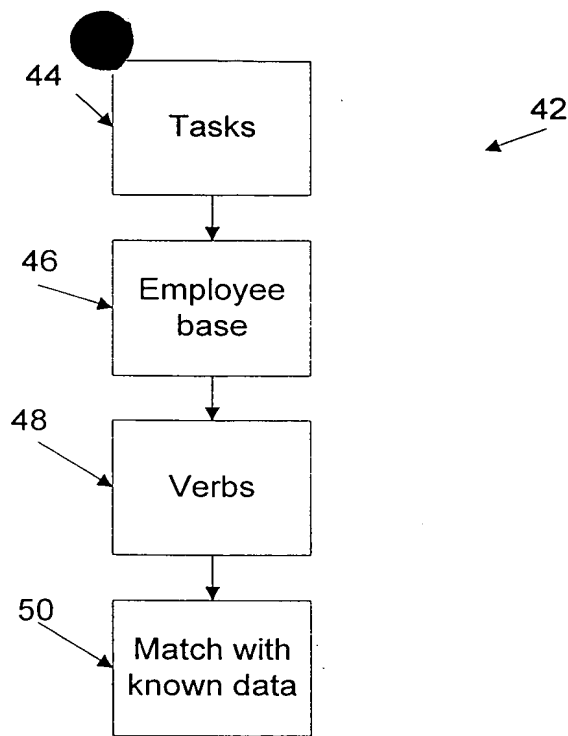 44
Tasks
42
46
Employee
base
48
Verbs
50
Match with
known data